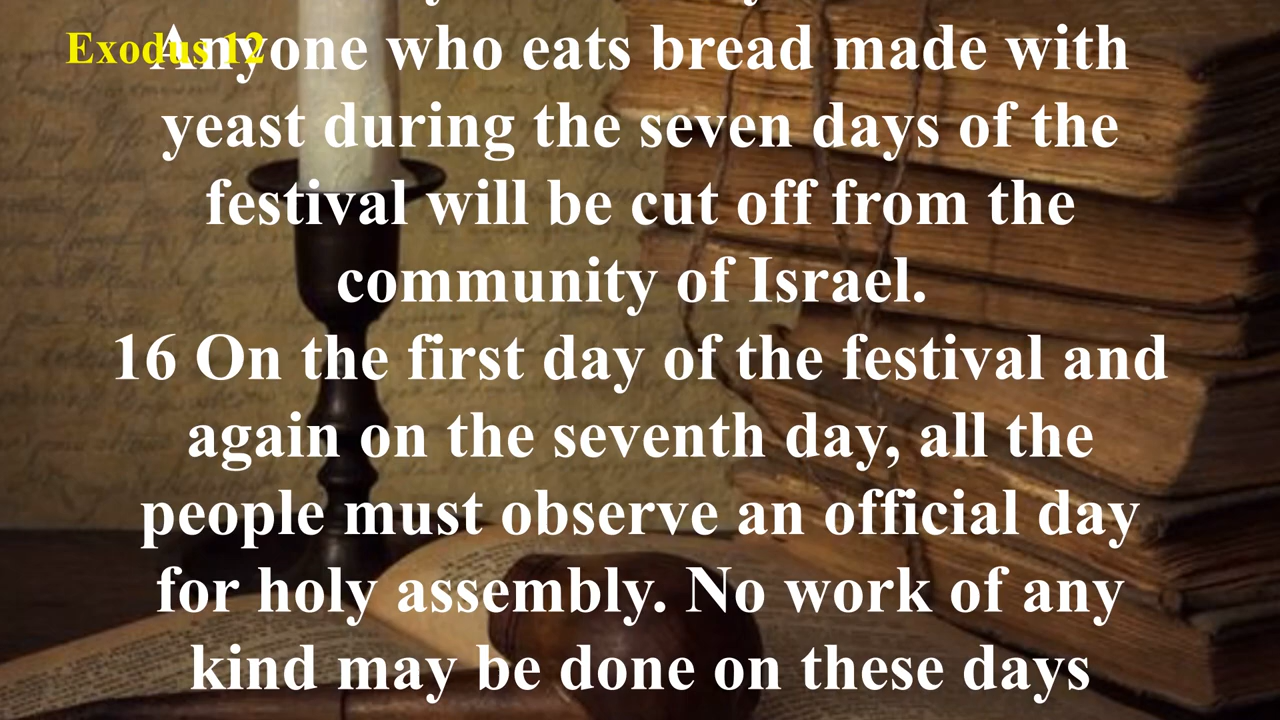 Exodus 12
Anyone who eats bread made with
yeast during the seven days of the
festival will be cut off from the
community of Israel.
16 On the first day of the festival and
again on the seventh day, all the
people must observe an official day
for holy assembly. No work of any
kind may be done on these days